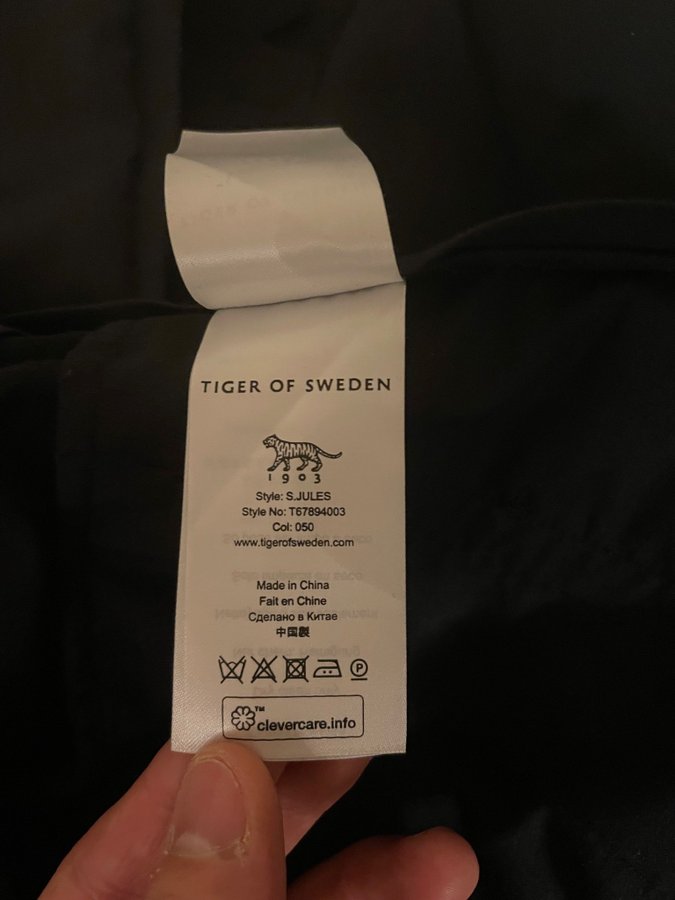 TIGER OF SWEDEN
1903
Style: S.JULES
Style No: T67894003
Col: 050
www.tigerofsweden.com
Made in China
Fait en Chine
Сделано в Китае
中国製
P
TM
clevercare.info